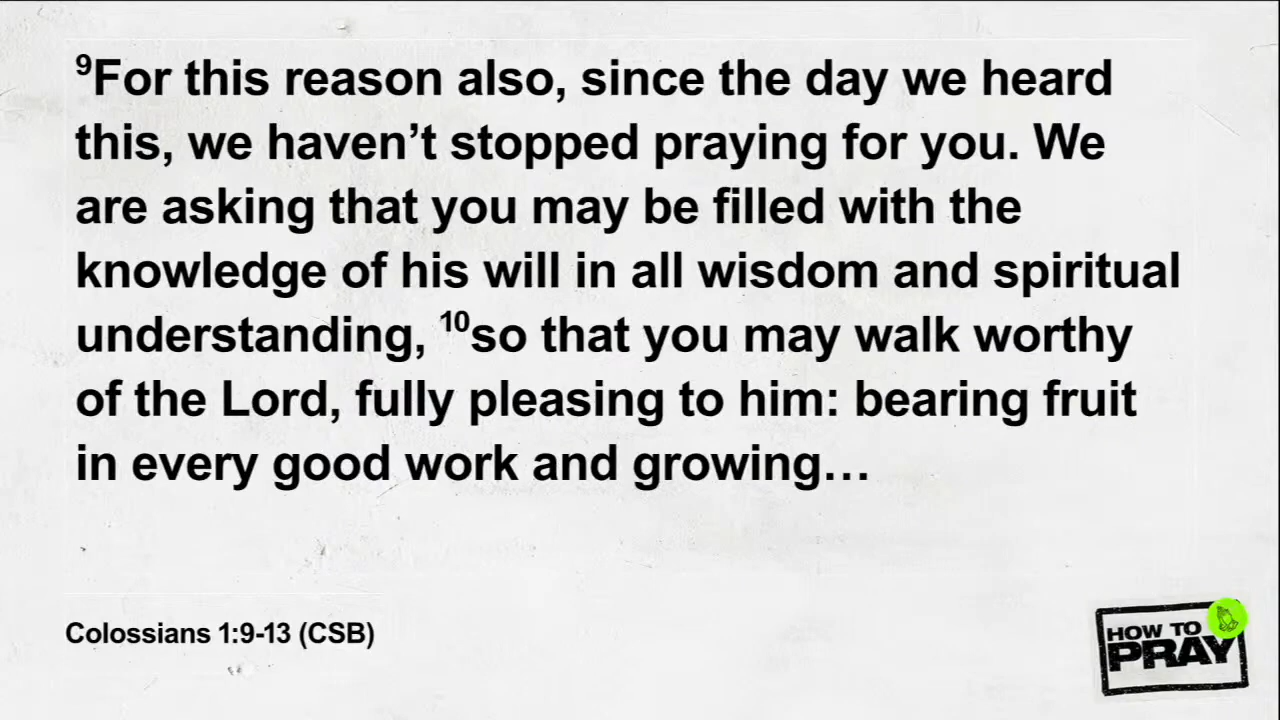 ⁹For this reason also, since the day we heard
this, we haven’t stopped praying for you. We
are asking that you may be filled with the
knowledge of his will in all wisdom and spiritual
understanding, ¹⁰so that you may walk worthy
of the Lord, fully pleasing to him: bearing fruit
in every good work and growing…
Colossians 1:9-13 (CSB)
HOW TO
PRAY